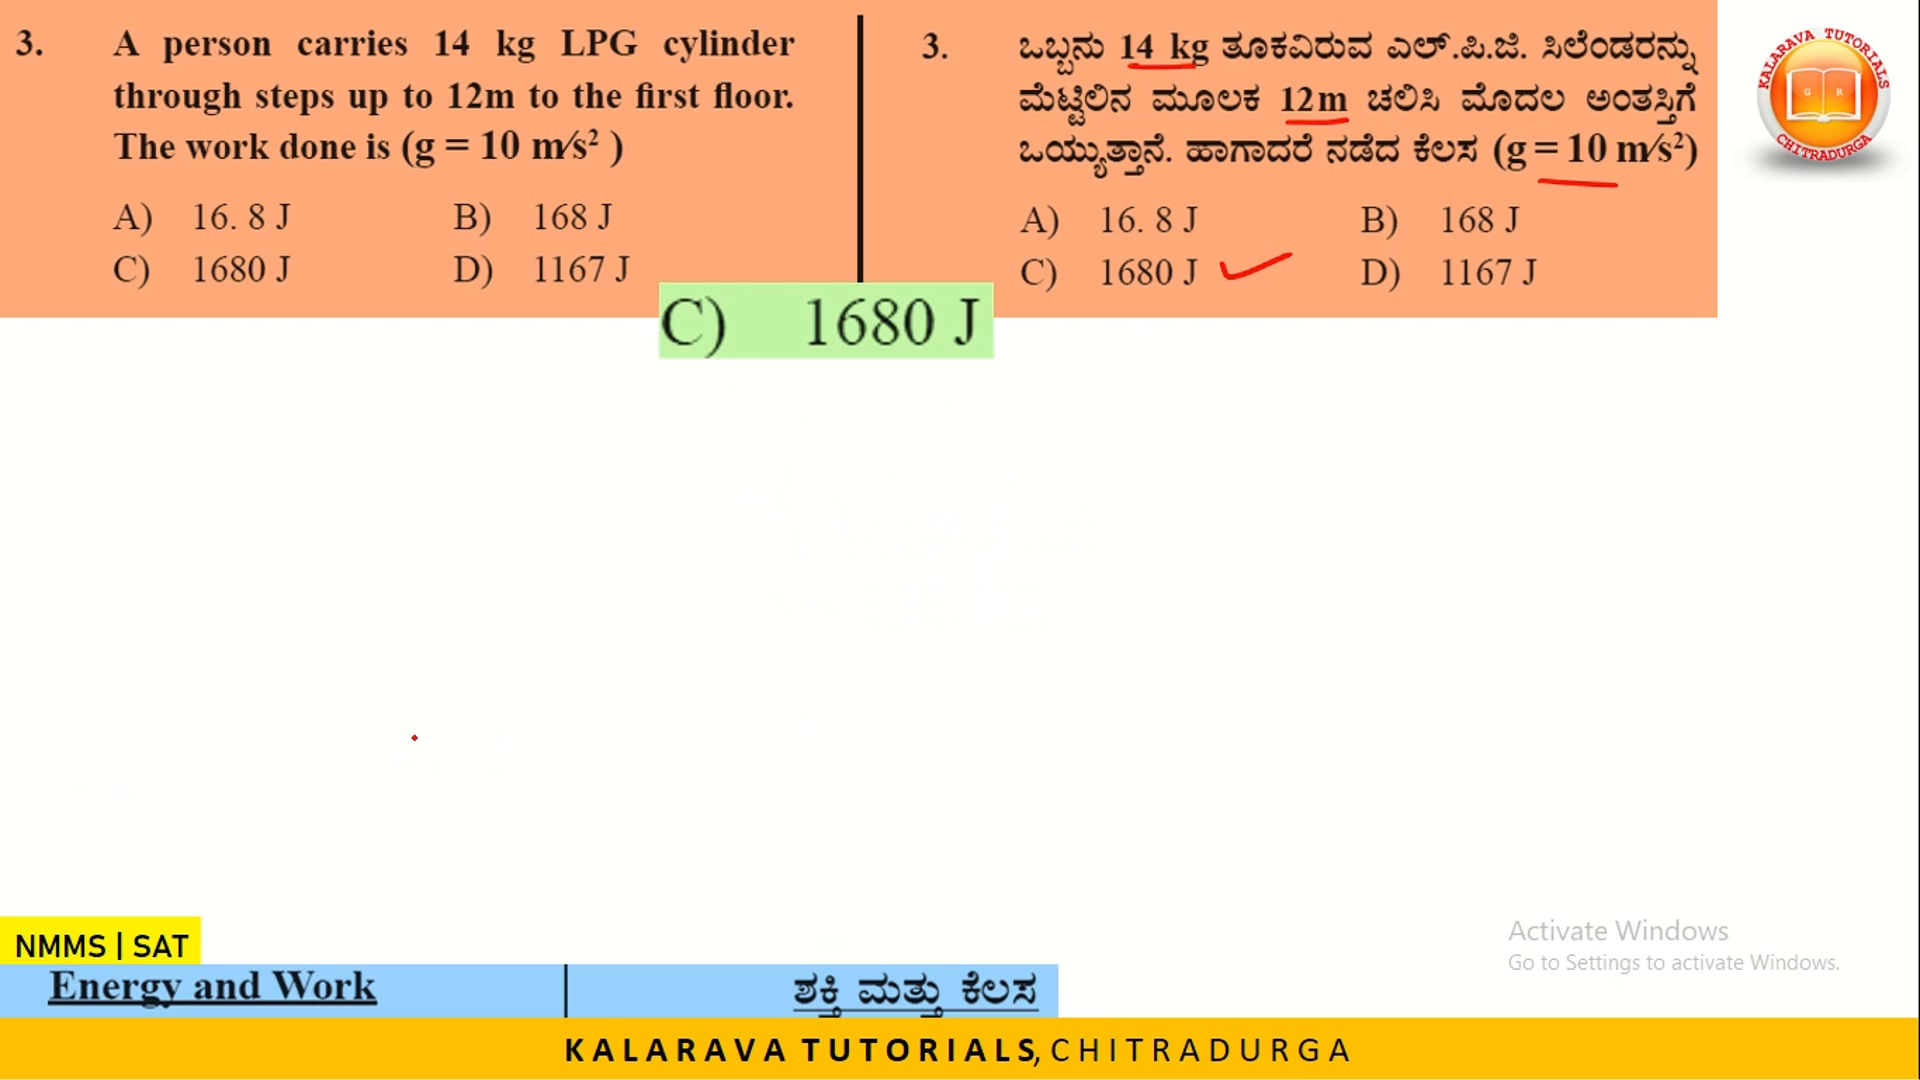 3. A person carries 14 kg LPG cylinder
through steps up to 12m to the first floor.
The work done is (g = 10 m/s² )
A) 16. 8 J B) 168 J
C) 1680 J D) 1167 J
3. ಒಬ್ಬನು 14 kg ತೂಕವಿರುವ ಎಲ್.ಪಿ.ಜಿ. ಸಿಲೆಂಡರನ್ನು
ಮೆಟ್ಟಿಲಿನ ಮೂಲಕ 12m ಚಲಿಸಿ ಮೊದಲ ಅಂತಸ್ತಿಗೆ
ಒಯ್ಯುತ್ತಾನೆ. ಹಾಗಾದರೆ ನಡೆದ ಕೆಲಸ (g = 10 m/s²)
A) 16. 8 J B) 168 J
C) 1680 J D) 1167 J
C) 1680 J
KALARAVA TUTORIALS
G R
CHITRADURGA
Activate Windows
Go to Settings to activate Windows.
NMMS | SAT
Energy and Work ಶಕ್ತಿ ಮತ್ತು ಕೆಲಸ
KALARAVA TUTORIALS, CHITRADURGA